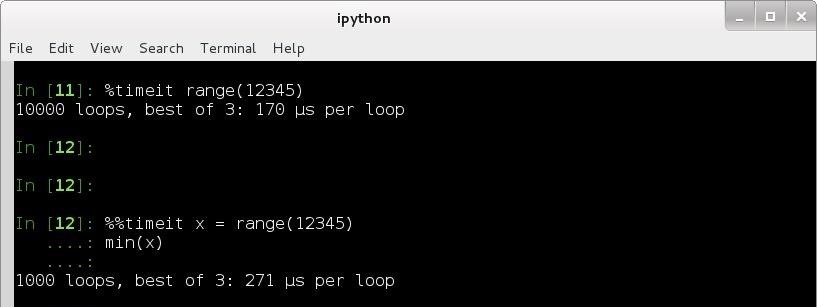 ipython
File Edit View Search Terminal Help
In [11]: %timeit range(12345)
10000 loops, best of 3: 170 µs per loop
In [12]:
In [12]:
In [12]: %%timeit x = range(12345)
....: min(x)
....:
1000 loops, best of 3: 271 µs per loop